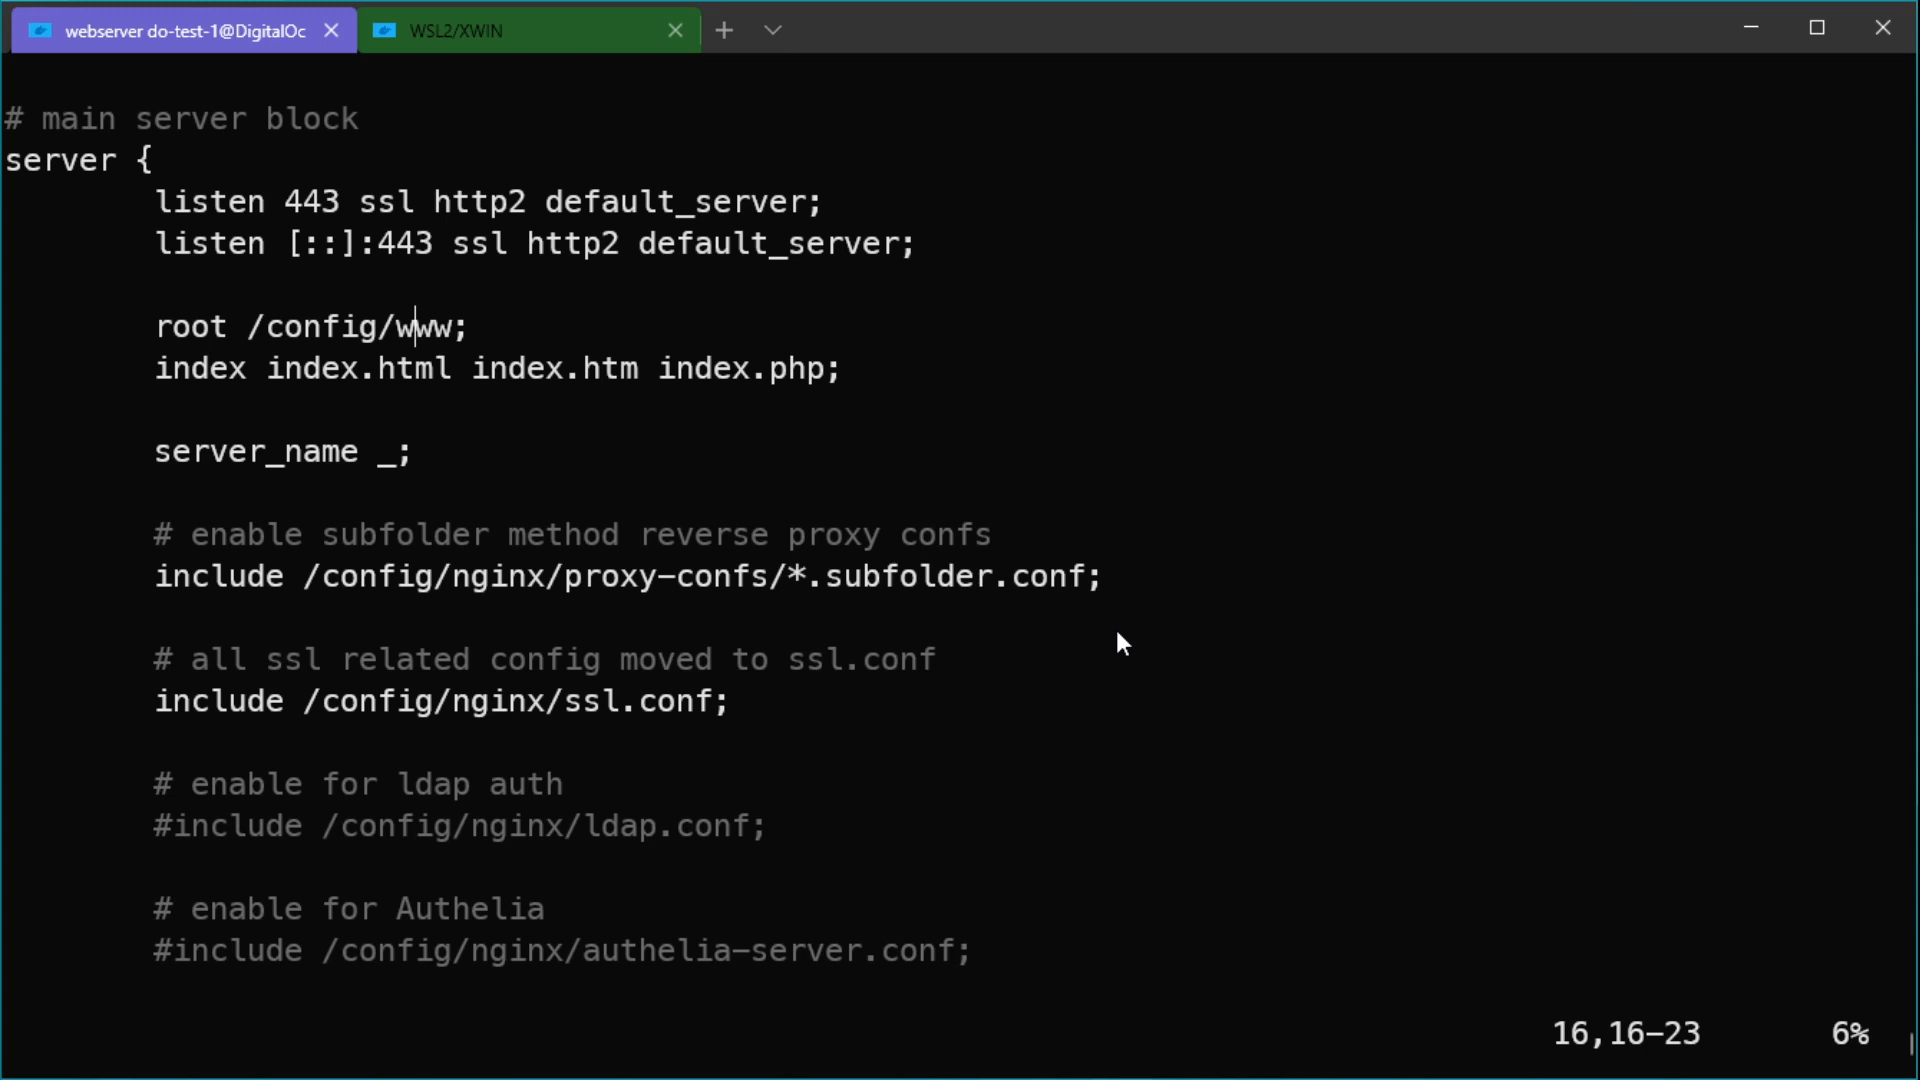 webserver do-test-1@DigitalOc
WSL2/XWIN
# main server block
server {
listen 443 ssl http2 default_server;
listen [::]:443 ssl http2 default_server;
root /config/www;
index index.html index.htm index.php;
server_name _;
# enable subfolder method reverse proxy confs
include /config/nginx/proxy-confs/*.subfolder.conf;
# all ssl related config moved to ssl.conf
include /config/nginx/ssl.conf;
# enable for ldap auth
#include /config/nginx/ldap.conf;
# enable for Authelia
#include /config/nginx/authelia-server.conf;
16,16-23 6%